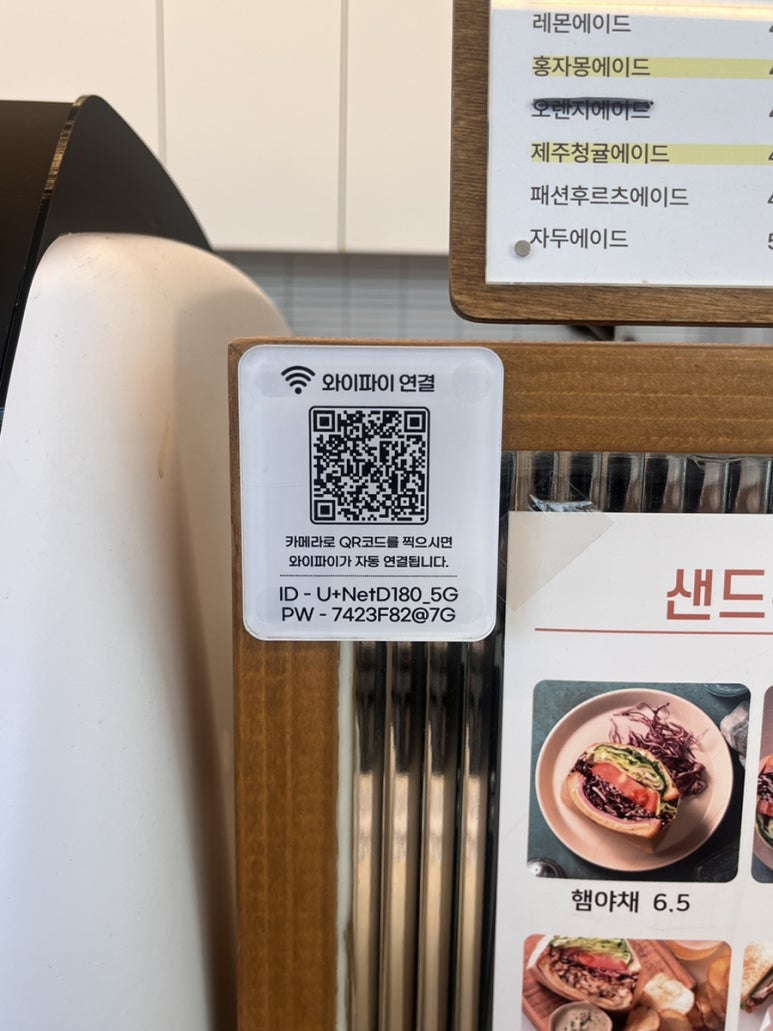 레몬에이드
홍자몽에이드
오렌지에이드
제주청귤에이드
패션후르츠에이드
자두에이드
와이파이 연결
카메라로 QR코드를 찍으시면
와이파이가 자동 연결됩니다.
ID - U+NetD180_5G
PW - 7423F82@7G
샌드
햄야채 6.5